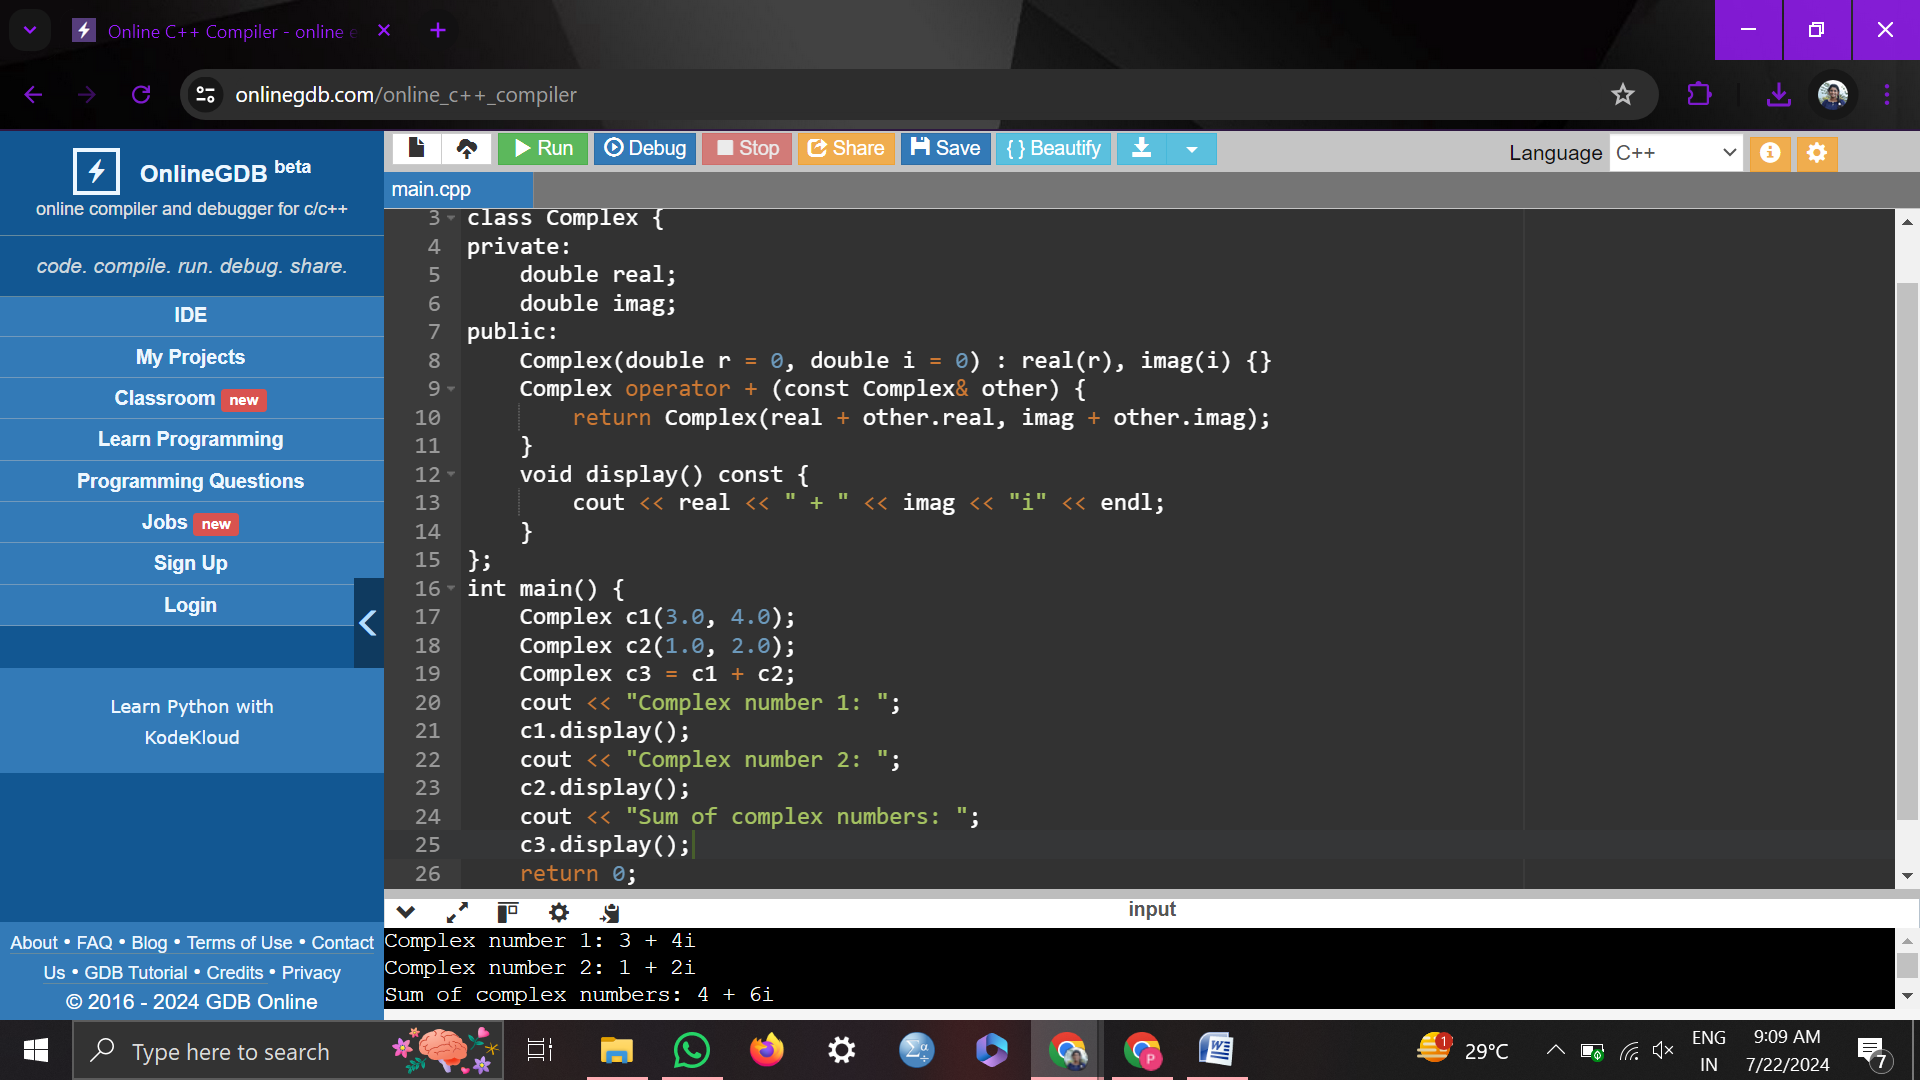 Online C++ Compiler - online e
onlinegdb.com/online_c++_compiler
OnlineGDB beta
online compiler and debugger for c/c++
code. compile. run. debug. share.
IDE
My Projects
Classroom new
Learn Programming
Programming Questions
Jobs new
Sign Up
Login
Learn Python with
KodeKloud
About • FAQ • Blog • Terms of Use • Contact
Us • GDB Tutorial • Credits • Privacy
© 2016 - 2024 GDB Online
Run Debug Stop Share Save { } Beautify
Language C++
main.cpp
3 class Complex {
4 private:
5     double real;
6     double imag;
7 public:
8     Complex(double r = 0, double i = 0) : real(r), imag(i) {}
9     Complex operator + (const Complex& other) {
10         return Complex(real + other.real, imag + other.imag);
11     }
12     void display() const {
13         cout << real << " + " << imag << "i" << endl;
14     }
15 };
16 int main() {
17     Complex c1(3.0, 4.0);
18     Complex c2(1.0, 2.0);
19     Complex c3 = c1 + c2;
20     cout << "Complex number 1: ";
21     c1.display();
22     cout << "Complex number 2: ";
23     c2.display();
24     cout << "Sum of complex numbers: ";
25     c3.display();
26     return 0;
input
Complex number 1: 3 + 4i
Complex number 2: 1 + 2i
Sum of complex numbers: 4 + 6i
Type here to search
1
29°C
ENG
IN
9:09 AM
7/22/2024
7